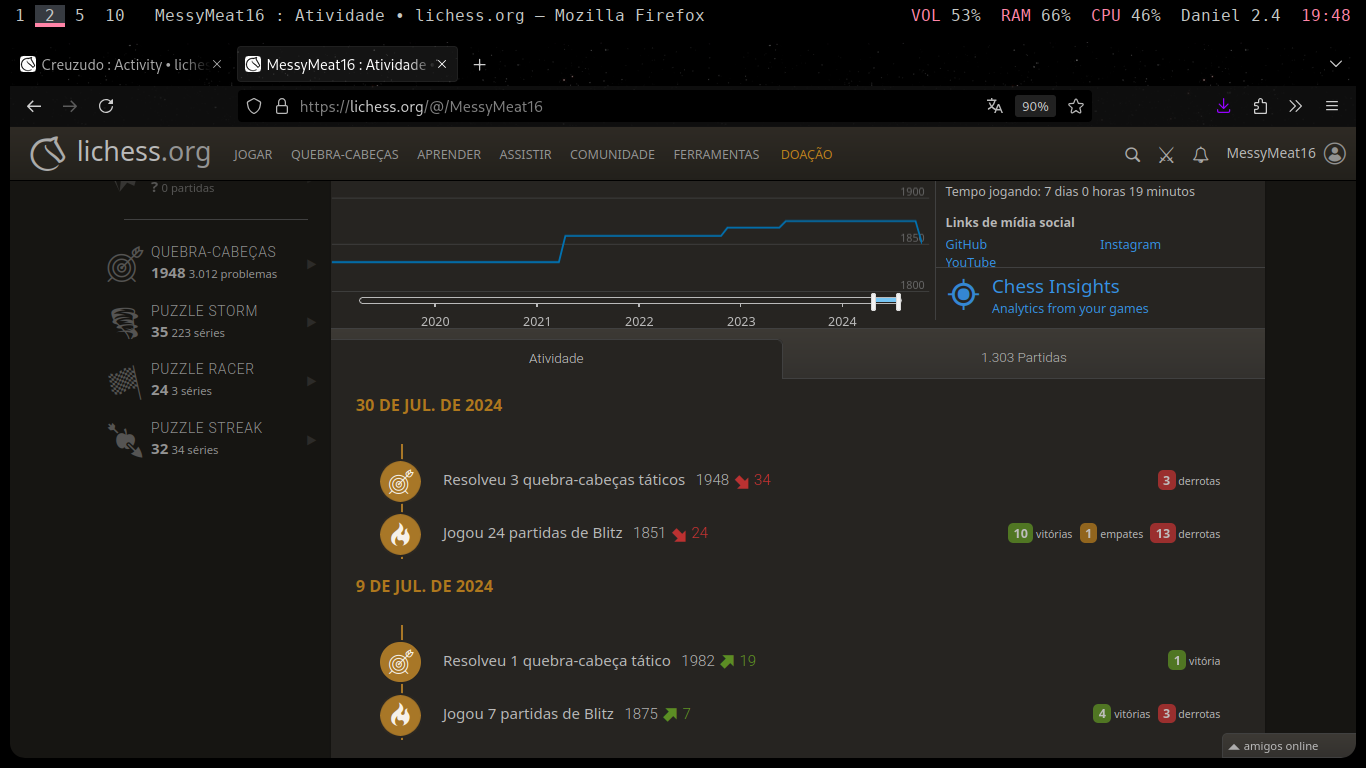 1 2 5 10 MessyMeat16 : Atividade • lichess.org — Mozilla Firefox VOL 53% RAM 66% CPU 46% Daniel 2.4 19:48
Creuzudo : Activity • liche MessyMeat16 : Atividade •
https://lichess.org/@/MessyMeat16 90%
lichess.org JOGAR QUEBRA-CABEÇAS APRENDER ASSISTIR COMUNIDADE FERRAMENTAS DOAÇÃO MessyMeat16
? 0 partidas
QUEBRA-CABEÇAS
1948 3.012 problemas
PUZZLE STORM
35 223 séries
PUZZLE RACER
24 3 séries
PUZZLE STREAK
32 34 séries
1900
1850
1800
2020 2021 2022 2023 2024
Tempo jogando: 7 dias 0 horas 19 minutos
Links de mídia social
GitHub Instagram
YouTube
Chess Insights
Analytics from your games
Atividade 1.303 Partidas
30 DE JUL. DE 2024
Resolveu 3 quebra-cabeças táticos 1948 34 3 derrotas
Jogou 24 partidas de Blitz 1851 24 10 vitórias 1 empates 13 derrotas
9 DE JUL. DE 2024
Resolveu 1 quebra-cabeça tático 1982 19 1 vitória
Jogou 7 partidas de Blitz 1875 7 4 vitórias 3 derrotas
amigos online